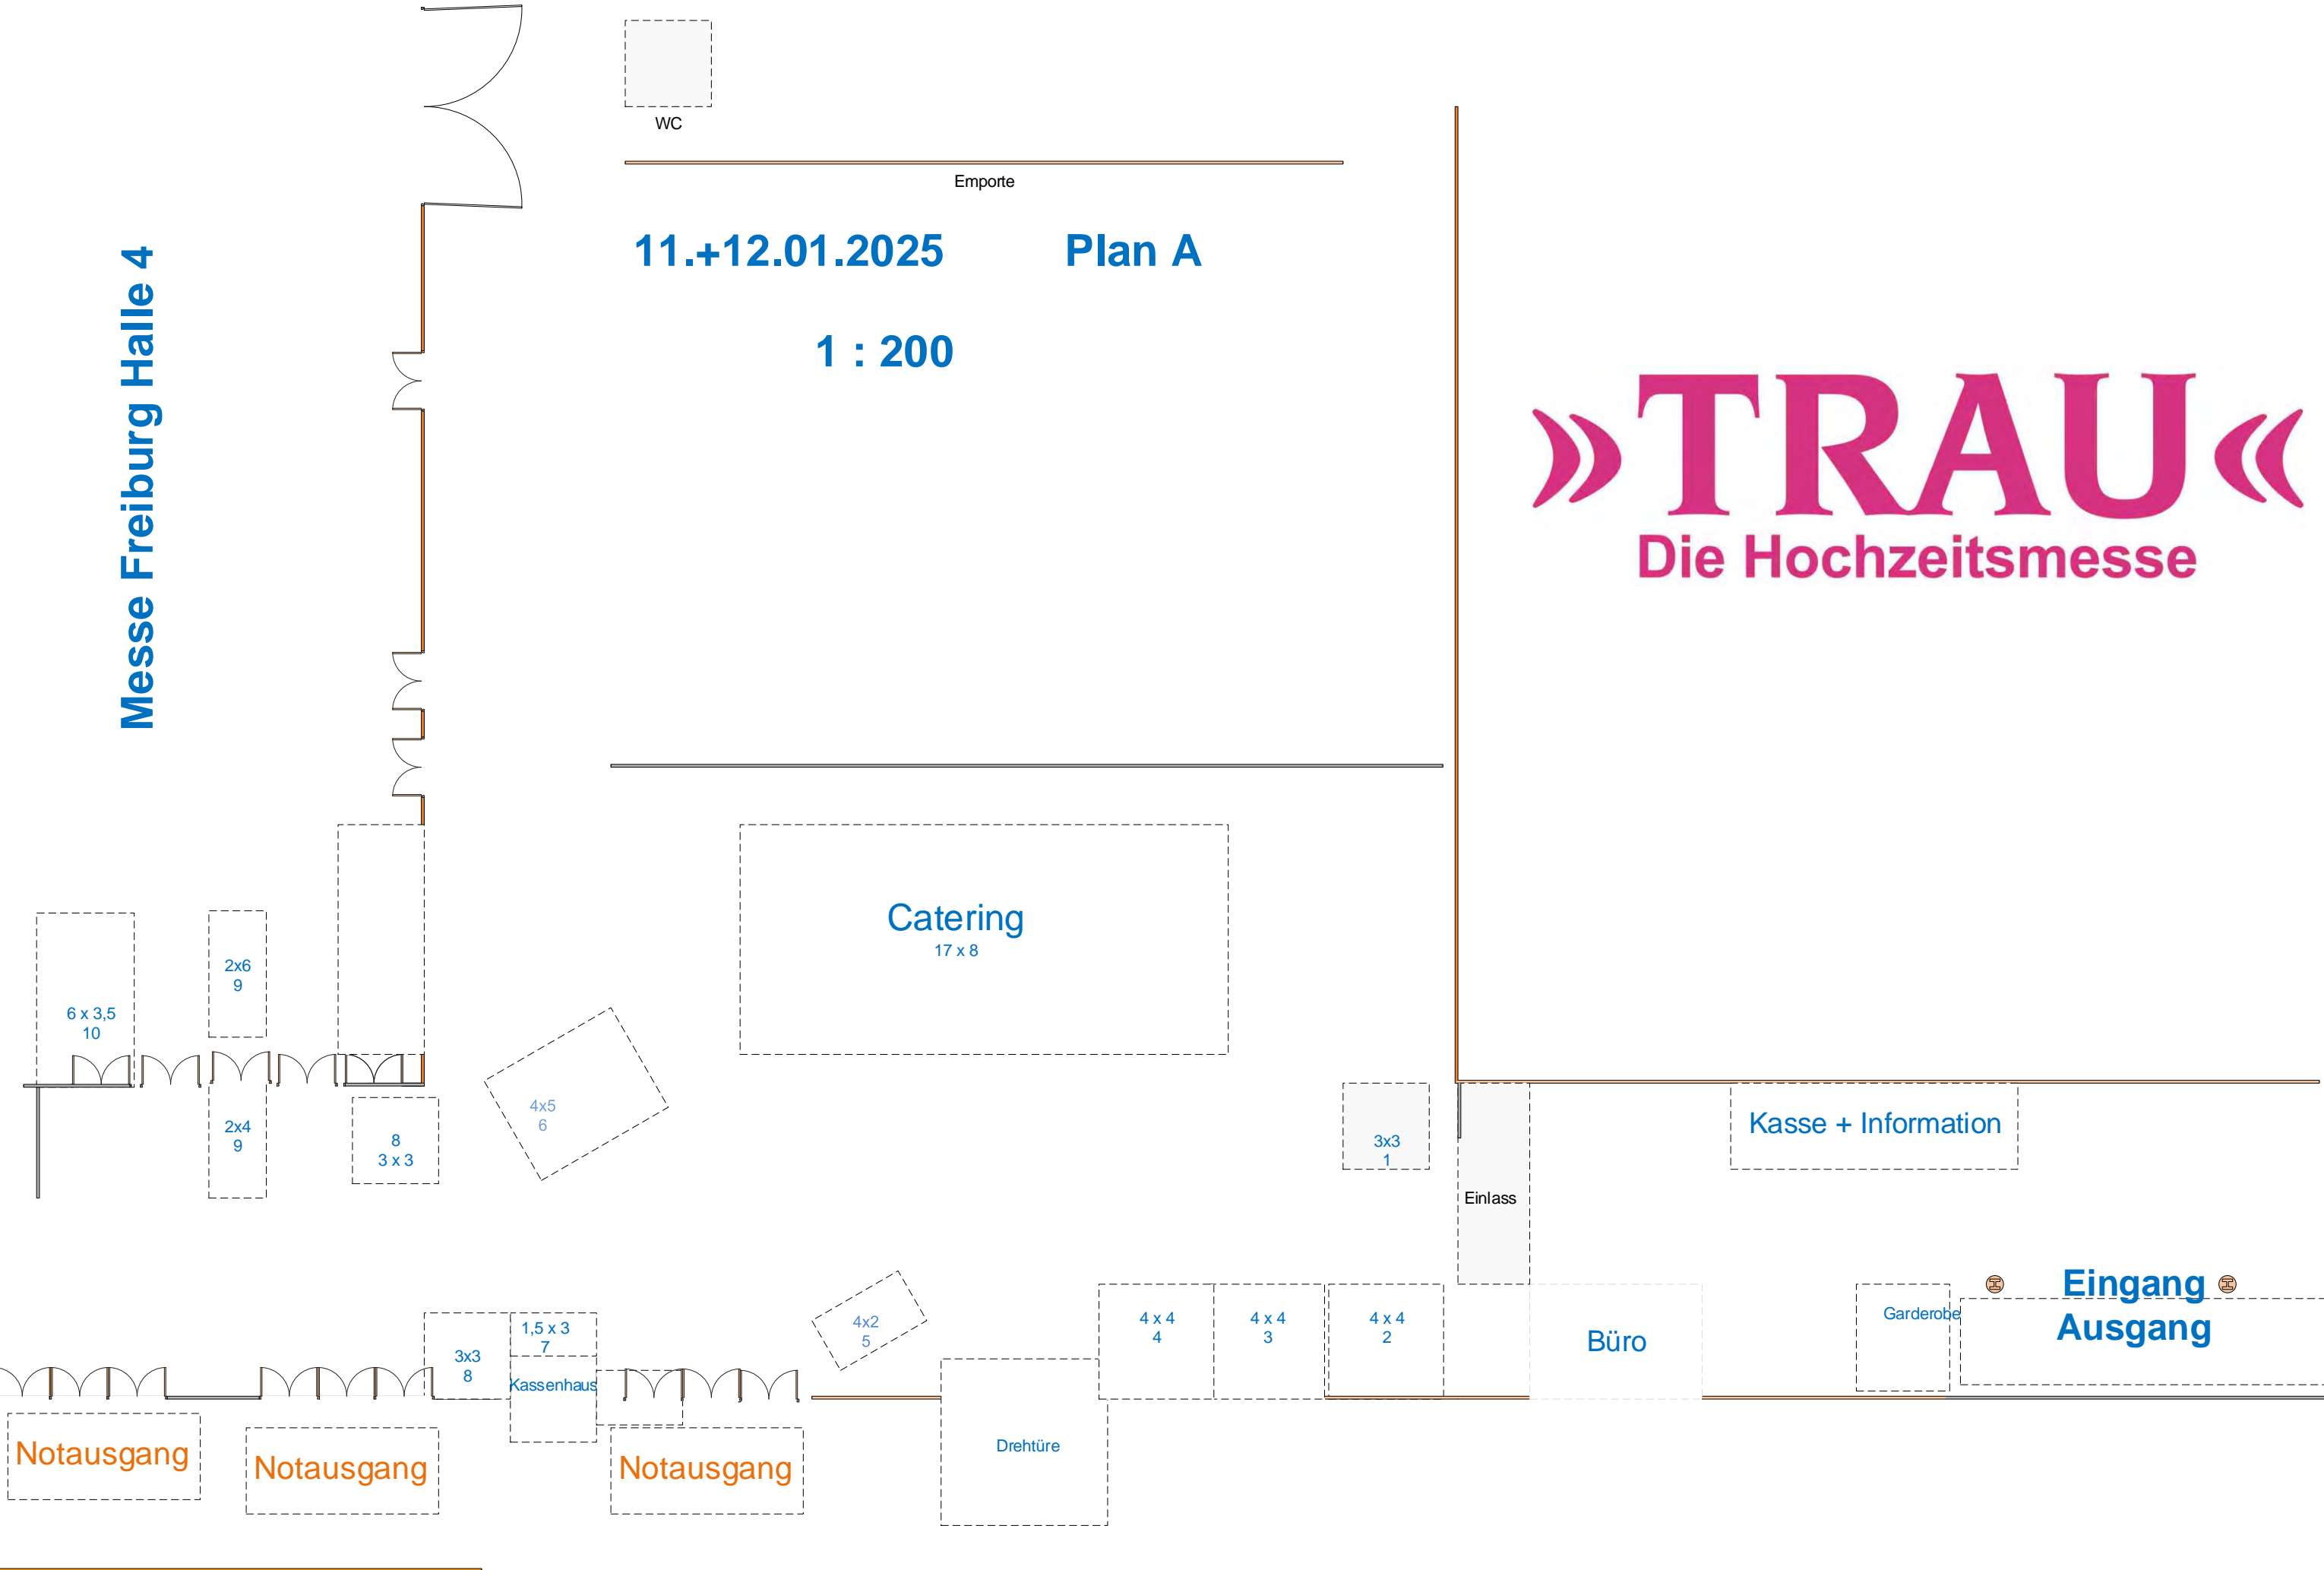 WC
Emporte
11.+12.01.2025 Plan A
1 : 200
Messe Freiburg Halle 4
»TRAU«
Die Hochzeitsmesse
Catering
17 x 8
2x6
9
6 x 3,5
10
4x5
6
2x4
9
8
3 x 3
3x3
1
Kasse + Information
Einlass
Eingang
Ausgang
Garderobe
Büro
4 x 4
2
4 x 4
3
4 x 4
4
4x2
5
1,5 x 3
7
3x3
8
Kassenhaus
Drehtüre
Notausgang
Notausgang
Notausgang